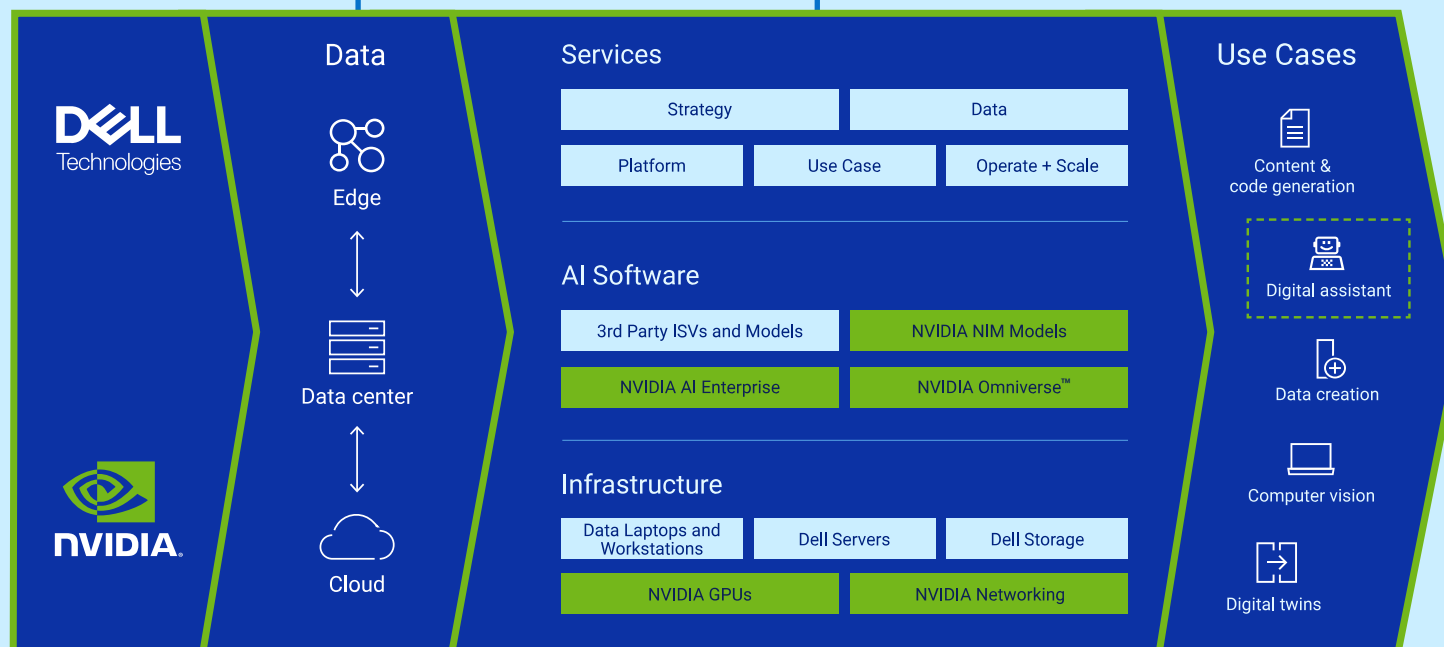 DELL
Technologies
NVIDIA.
Data
Edge
Data center
Cloud
Services
Strategy
Data
Platform
Use Case
Operate + Scale
AI Software
3rd Party ISVs and Models
NVIDIA NIM Models
NVIDIA AI Enterprise
NVIDIA Omniverse™
Infrastructure
Data Laptops and
Workstations
Dell Servers
Dell Storage
NVIDIA GPUs
NVIDIA Networking
Use Cases
Content &
code generation
Digital assistant
Data creation
Computer vision
Digital twins